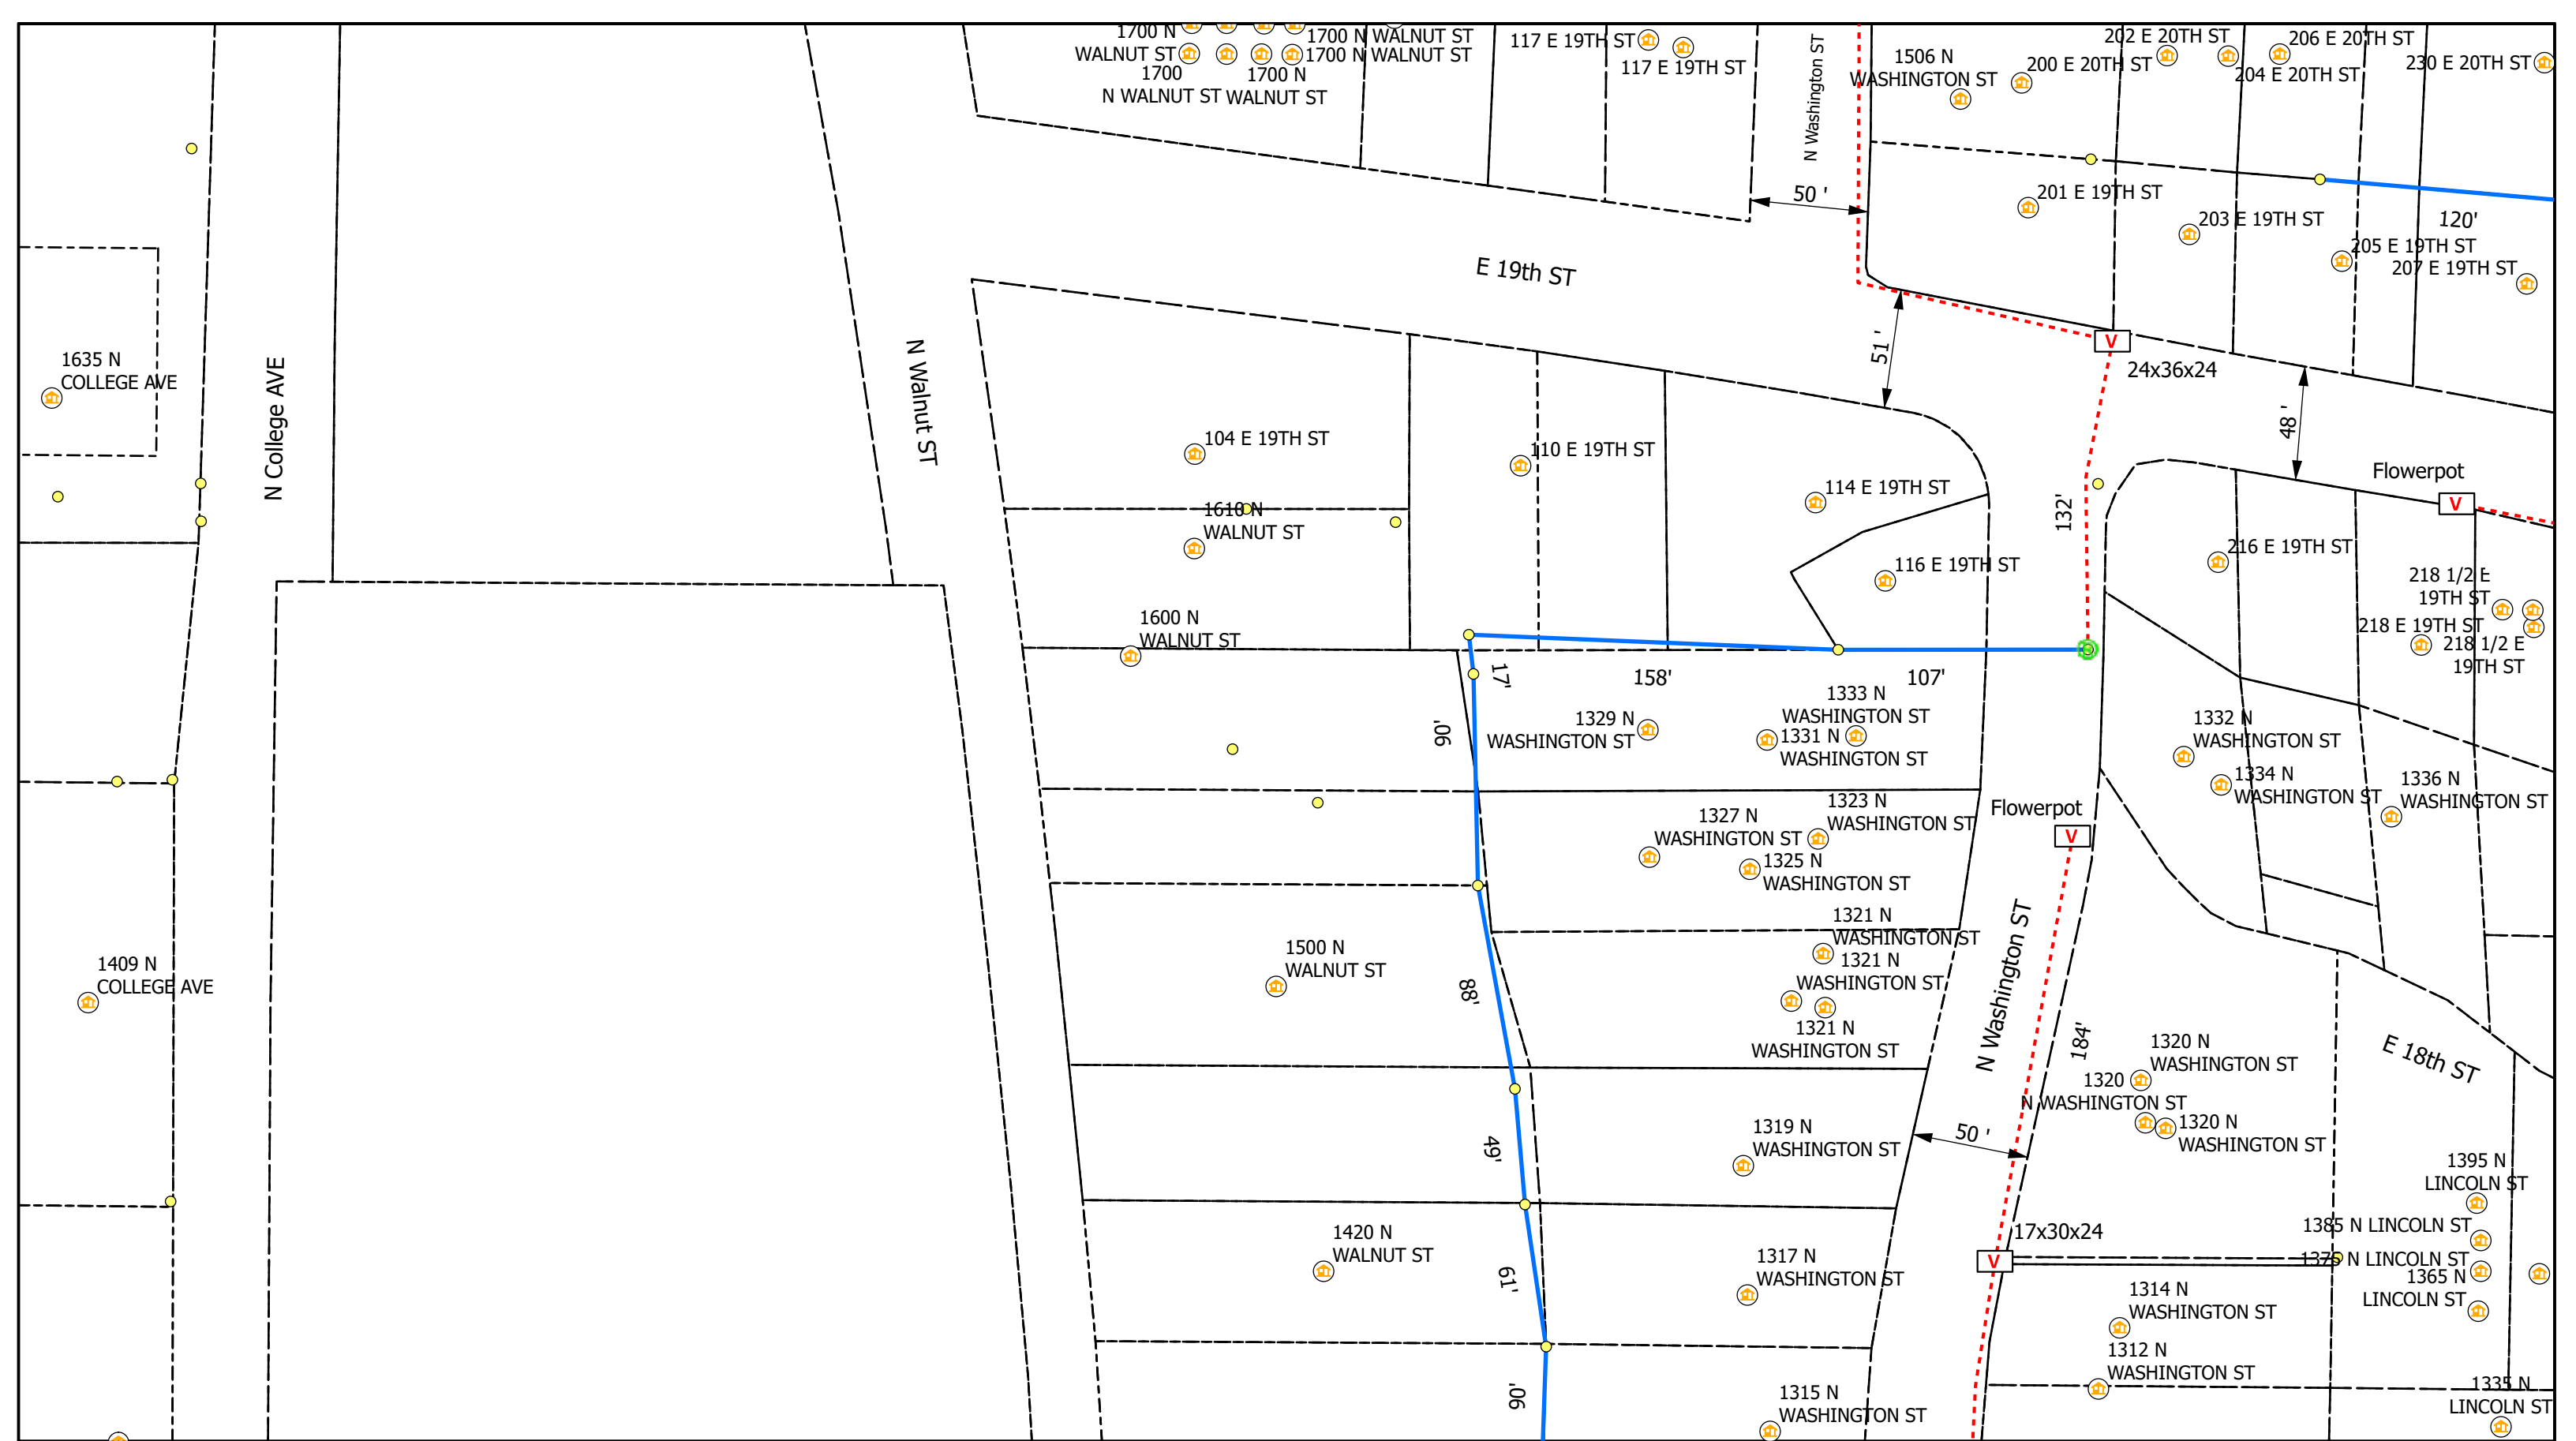 1700 N
WALNUT ST
1700 N WALNUT ST
1700 N WALNUT ST
1700
N WALNUT ST
1700 N
WALNUT ST
117 E 19TH ST
117 E 19TH ST
N Washington ST
1506 N
WASHINGTON ST
200 E 20TH ST
202 E 20TH ST
204 E 20TH ST
206 E 20TH ST
230 E 20TH ST
50 '
201 E 19TH ST
203 E 19TH ST
120'
205 E 19TH ST
207 E 19TH ST
E 19th ST
51 '
24x36x24
48 '
1635 N
COLLEGE AVE
N College AVE
N Walnut ST
104 E 19TH ST
110 E 19TH ST
114 E 19TH ST
132'
Flowerpot
1610 N
WALNUT ST
116 E 19TH ST
216 E 19TH ST
218 1/2 E
19TH ST
218 E 19TH ST
218 1/2 E
19TH ST
1600 N
WALNUT ST
17'
158'
107'
90'
1329 N
WASHINGTON ST
1333 N
WASHINGTON ST
1331 N
WASHINGTON ST
1332 N
WASHINGTON ST
1334 N
WASHINGTON ST
1336 N
WASHINGTON ST
Flowerpot
1327 N
WASHINGTON ST
1323 N
WASHINGTON ST
1325 N
WASHINGTON ST
1321 N
WASHINGTON ST
1321 N
WASHINGTON ST
1321 N
WASHINGTON ST
1409 N
COLLEGE AVE
1500 N
WALNUT ST
88'
N Washington ST
184'
E 18th ST
1320 N
WASHINGTON ST
1320
N WASHINGTON ST
1320 N
WASHINGTON ST
49'
1319 N
WASHINGTON ST
50 '
1395 N
LINCOLN ST
1385 N LINCOLN ST
1375 N LINCOLN ST
1365 N
LINCOLN ST
17x30x24
1420 N
WALNUT ST
61'
1317 N
WASHINGTON ST
1314 N
WASHINGTON ST
1312 N
WASHINGTON ST
90'
1315 N
WASHINGTON ST
1335 N
LINCOLN ST
V
V
V
V